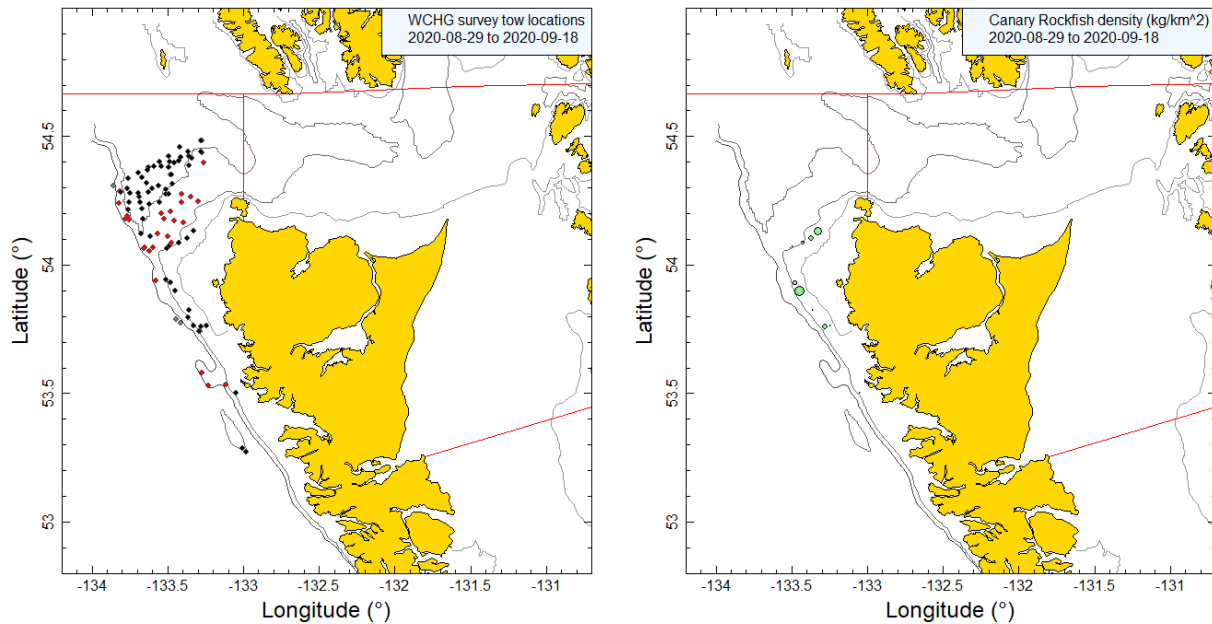 WCHG survey tow locations
2020-08-29 to 2020-09-18
54.5
54
53.5
53
Latitude (°)
-134
-133.5
-133
-132.5
-132
-131.5
-131
Longitude (°)
Canary Rockfish density (kg/km^2)
2020-08-29 to 2020-09-18
54.5
54
53.5
53
Latitude (°)
-134
-133.5
-133
-132.5
-132
-131.5
-131
Longitude (°)